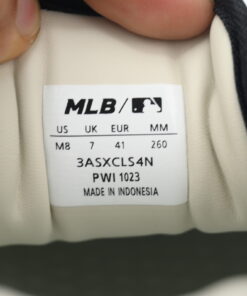 MLB/
US UK EUR MM
M8 7 41 260
3ASXCLS4N
PWI 1023
MADE IN INDONESIA